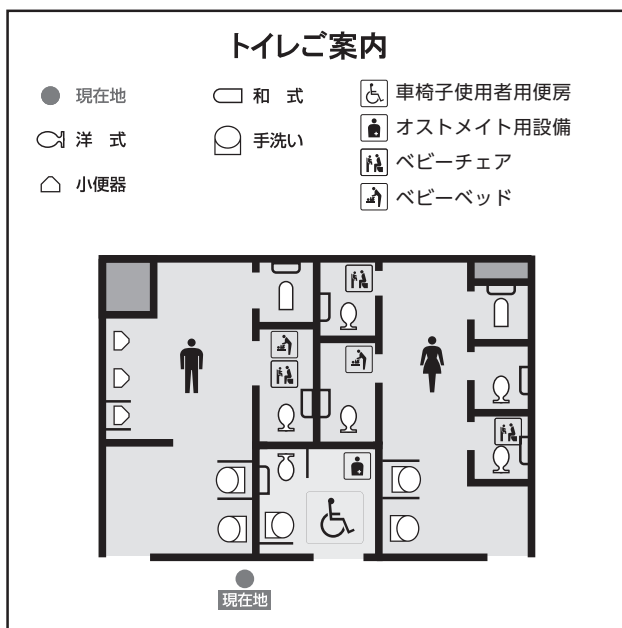 トイレご案内
現在地
洋 式
小便器
和 式
手洗い
車椅子使用者用便房
オストメイト用設備
ベビーチェア
ベビーベッド
現在地